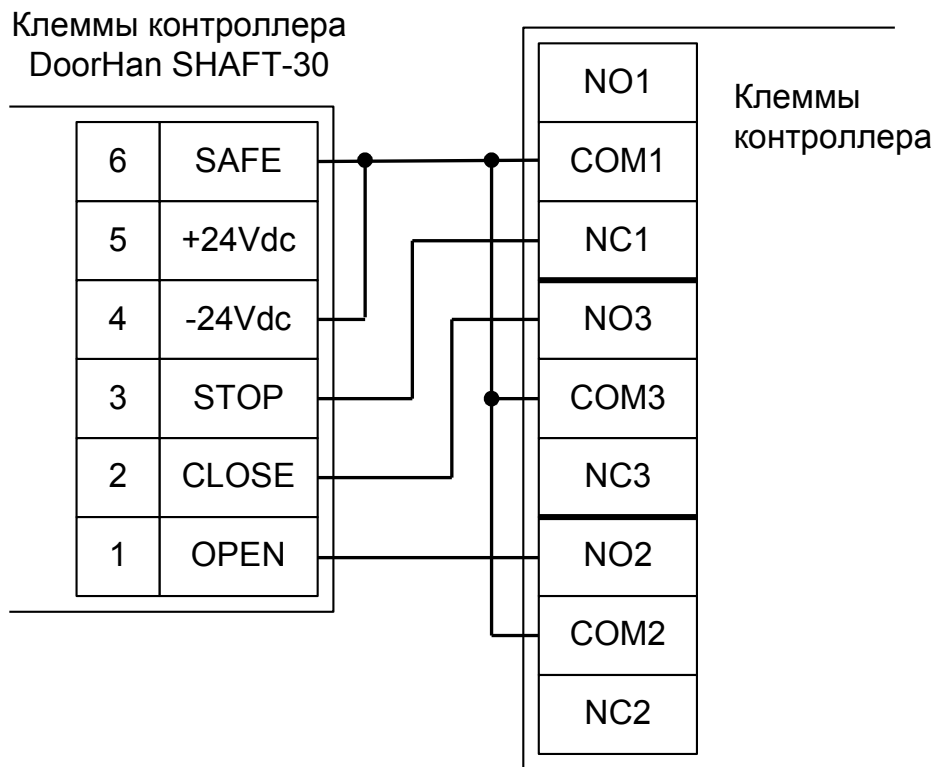 Клеммы контроллера
DoorHan SHAFT-30
6 SAFE
5 +24Vdc
4 -24Vdc
3 STOP
2 CLOSE
1 OPEN
NO1
COM1
NC1
NO3
COM3
NC3
NO2
COM2
NC2
Клеммы
контроллера